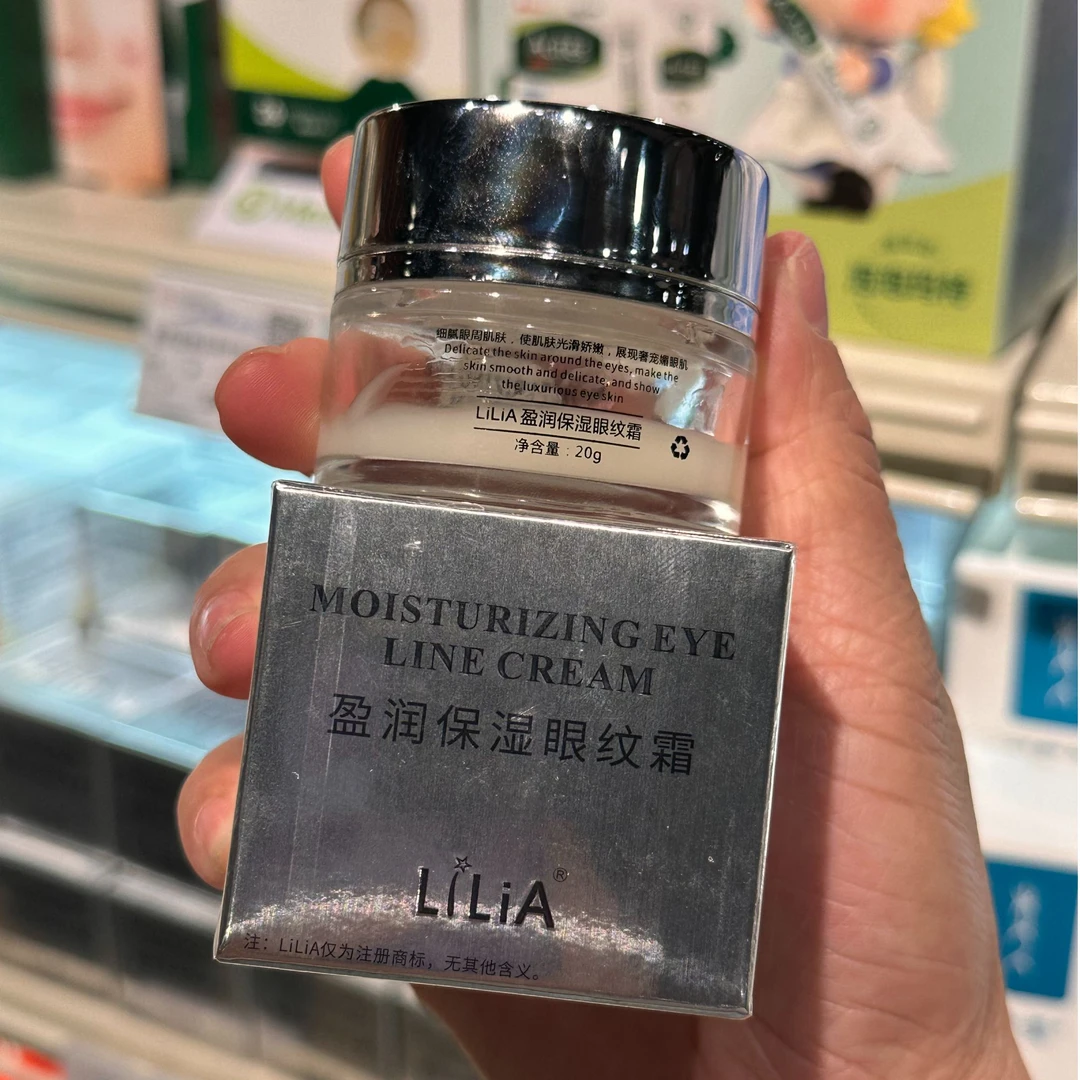 细腻眼周肌肤，使肌肤光滑娇嫩，展现奢宠媚眼肌
Delicate the skin around the eyes, make the
skin smooth and delicate, and show
the luxurious eye skin
LiLiA 盈润保湿眼纹霜
净含量：20g
MOISTURIZING EYE
LINE CREAM
盈润保湿眼纹霜
LiLiA®
注：LiLiA仅为注册商标，无其他含义。